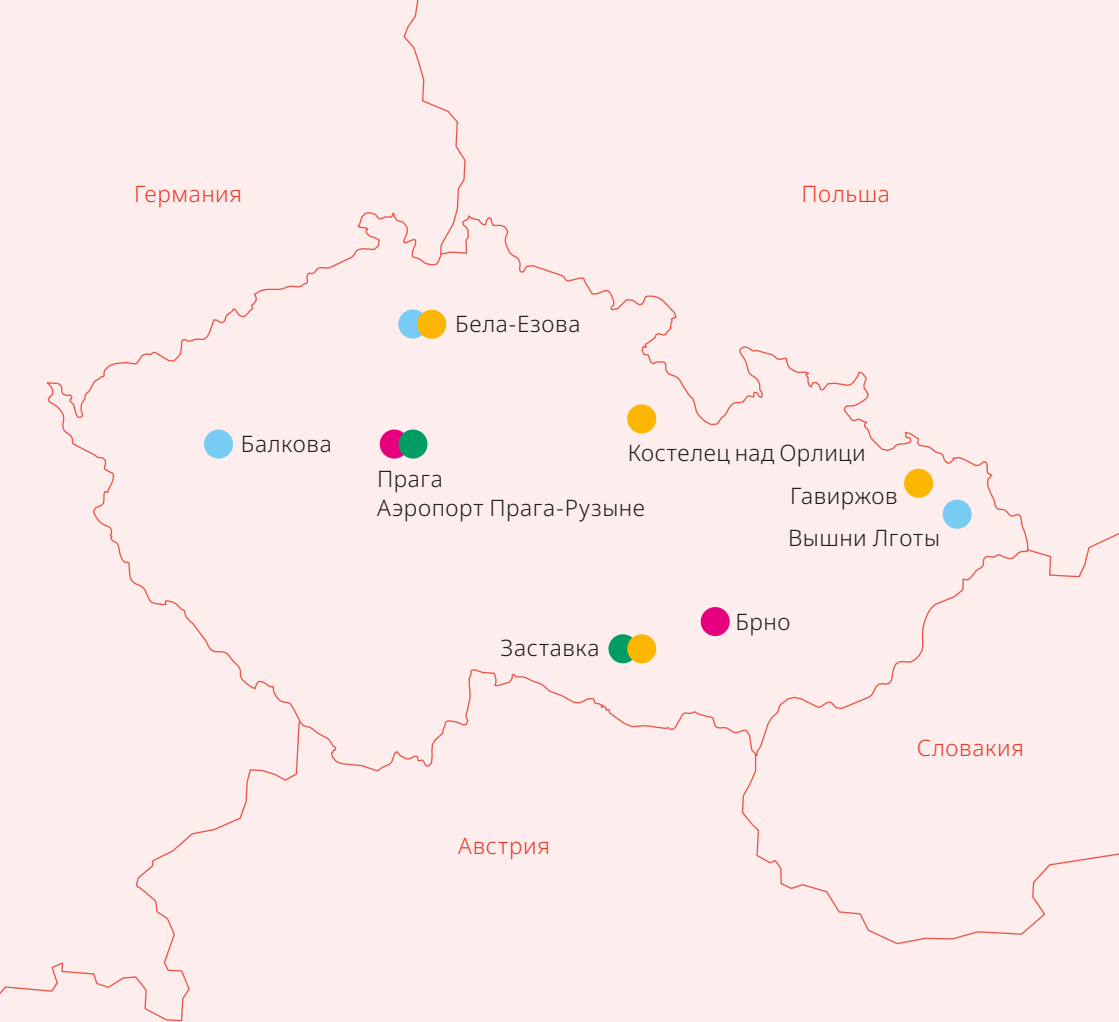 Германия
Польша
Бела-Езова
Балкова
Прага
Аэропорт Прага-Рузыне
Костелец над Орлици
Гавиржов
Вышни Лготы
Брно
Заставка
Словакия
Австрия